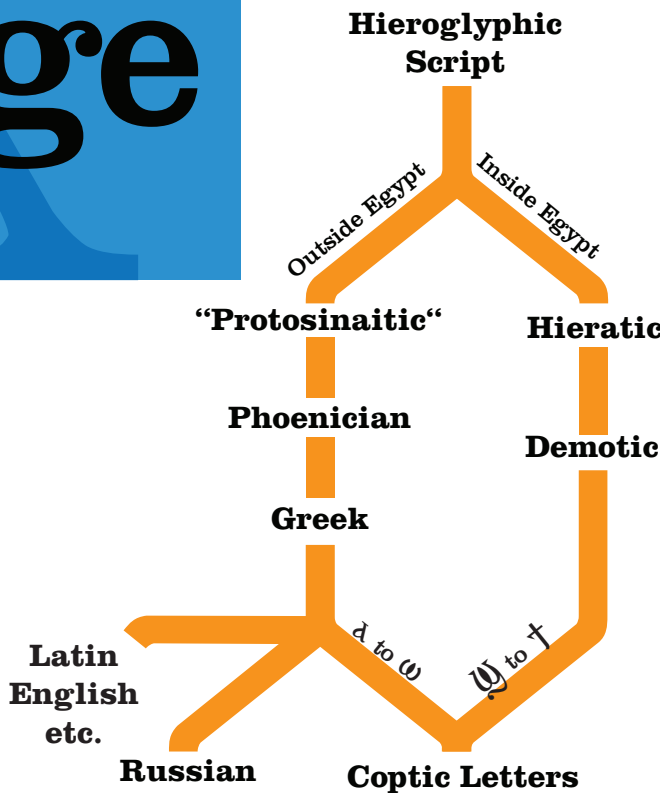 ge
Hieroglyphic
Script
Outside Egypt
Inside Egypt
“Protosinaitic“
Hieratic
Phoenician
Demotic
Greek
ⲁ to ⲱ
ϣ to ϯ
Latin
English
etc.
Russian
Coptic Letters